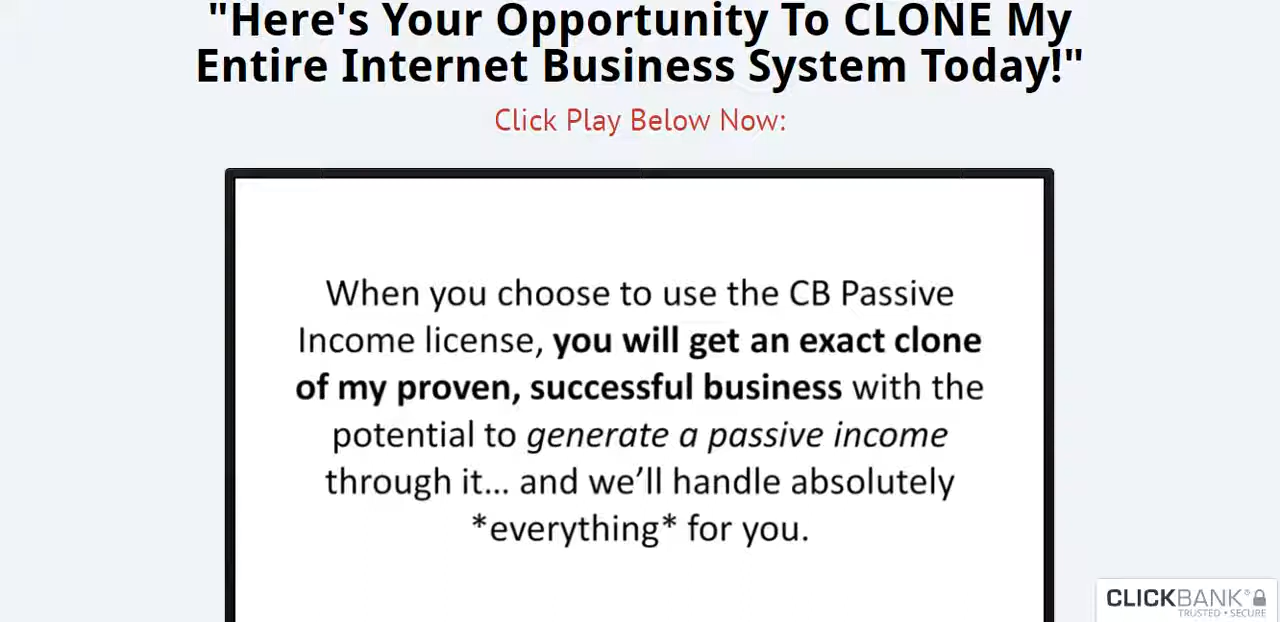 "Here's Your Opportunity To CLONE My
Entire Internet Business System Today!"
Click Play Below Now:
When you choose to use the CB Passive
Income license, you will get an exact clone
of my proven, successful business with the
potential to generate a passive income
through it... and we'll handle absolutely
*everything* for you.
CLICKBANK®
TRUSTED • SECURE